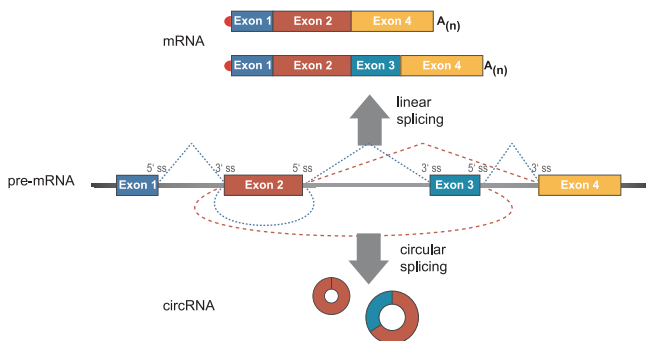 Exon 1 Exon 2 Exon 4 A(n)
mRNA
Exon 1 Exon 2 Exon 3 Exon 4 A(n)
linear
splicing
5' ss 3' ss 5' ss 3' ss 5' ss 3' ss
pre-mRNA Exon 1 Exon 2 Exon 3 Exon 4
circular
splicing
circRNA